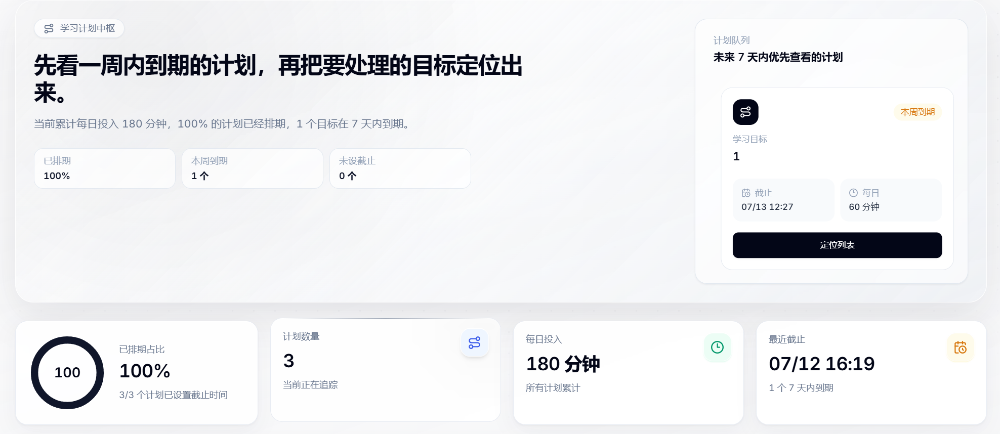 学习计划中枢
先看一周内到期的计划，再把要处理的目标定位出
来。
当前累计每日投入 180 分钟，100% 的计划已经排期，1 个目标在 7 天内到期。
已排期
100%
本周到期
1 个
未设截止
0 个
计划队列
未来 7 天内优先查看的计划
本周到期
学习目标
1
截止
07/13 12:27
每日
60 分钟
定位列表
100
已排期占比
100%
3/3 个计划已设置截止时间
计划数量
3
当前正在追踪
每日投入
180 分钟
所有计划累计
最近截止
07/12 16:19
1 个 7 天内到期